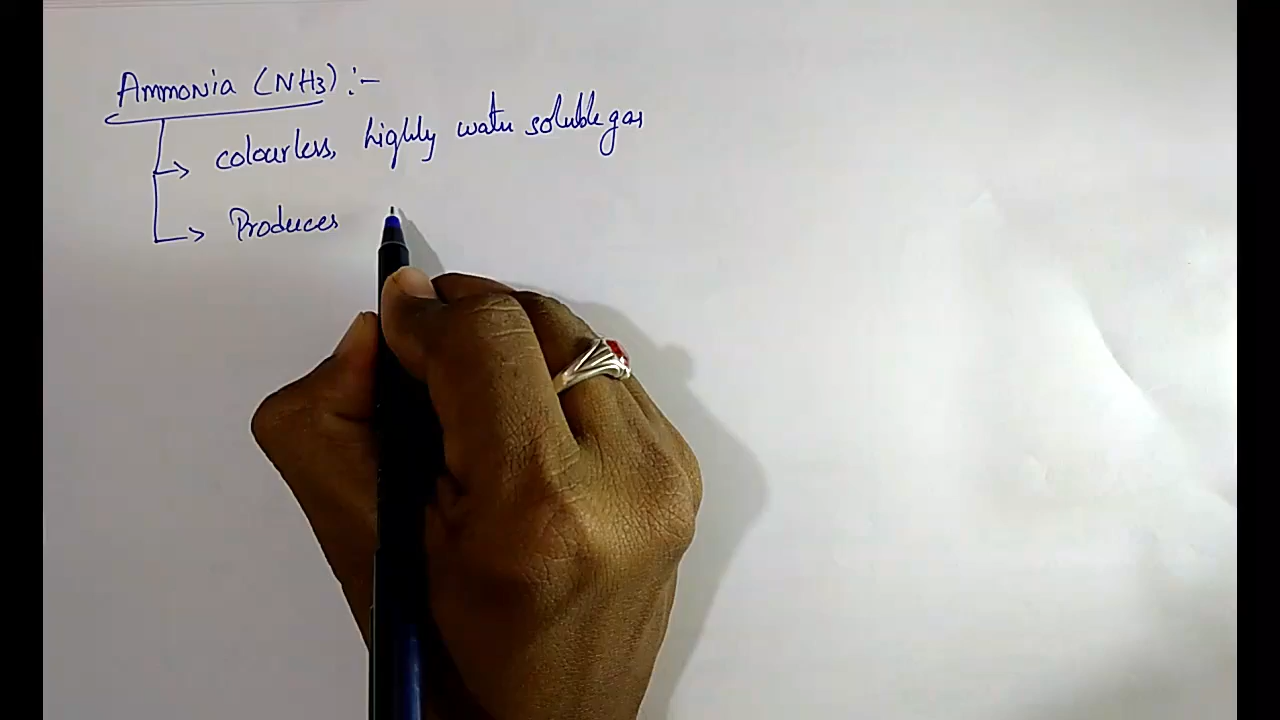 Ammonia (NH3):-
colourless, highly water soluble gas
Produces